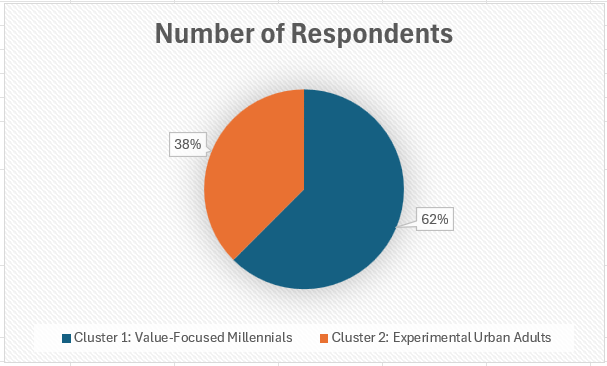 Number of Respondents
38%
62%
Cluster 1: Value-Focused Millennials
Cluster 2: Experimental Urban Adults